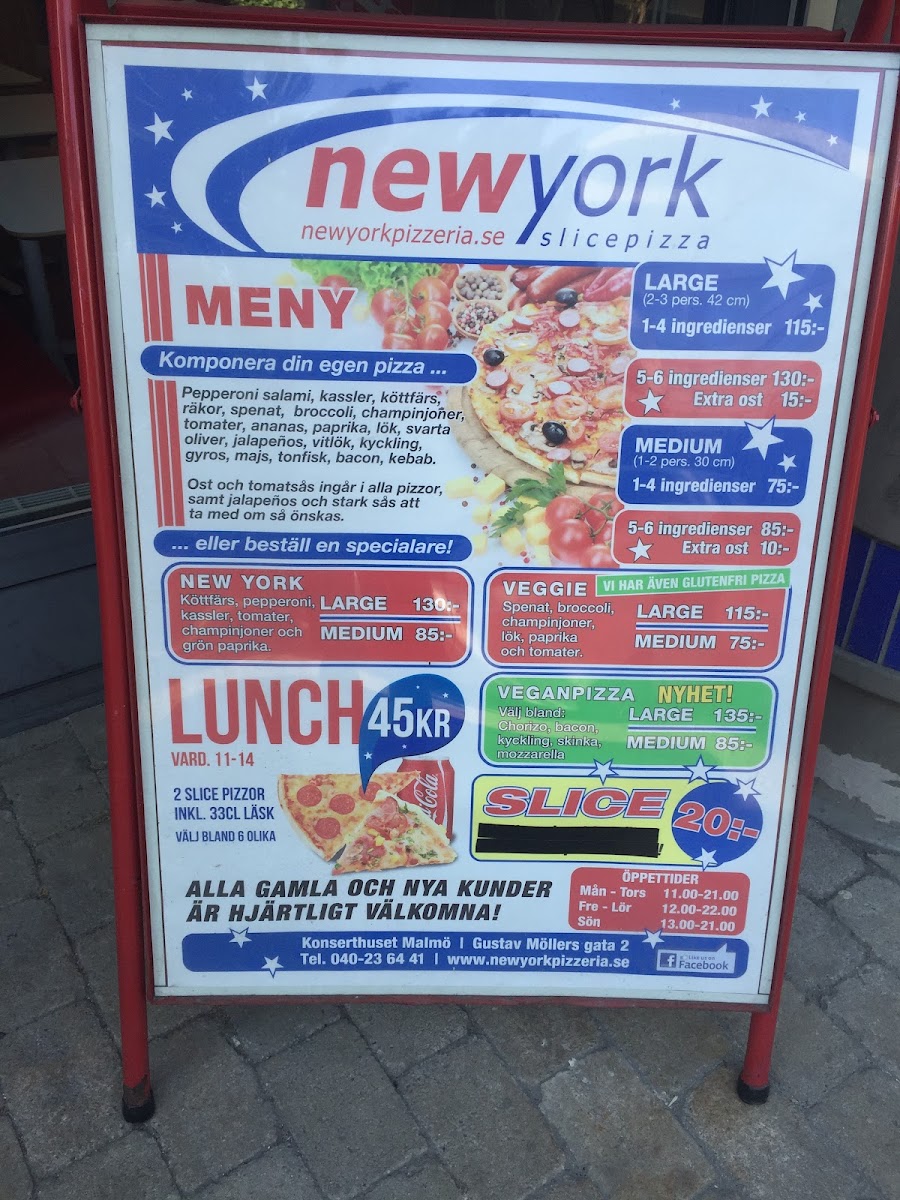 newyork
newyorkpizzeria.se
slicepizza
MENY
Komponera din egen pizza ...
Pepperoni salami, kassler, köttfärs,
räkor, spenat, broccoli, champinjoner,
tomater, ananas, paprika, lök, svarta
oliver, jalapeños, vitlök, kyckling,
gyros, majs, tonfisk, bacon, kebab.
Ost och tomatsås ingår i alla pizzor,
samt jalapeños och stark sås att
ta med om så önskas.
LARGE
(2-3 pers. 42 cm)
1-4 ingredienser 115:-
5-6 ingredienser 130:-
Extra ost 15:-
MEDIUM
(1-2 pers. 30 cm)
1-4 ingredienser 75:-
5-6 ingredienser 85:-
Extra ost 10:-
... eller beställ en specialare!
NEW YORK
Köttfärs, pepperoni,
kassler, tomater,
champinjoner och
grön paprika.
LARGE 130:-
MEDIUM 85:-
VEGGIE
VI HAR ÄVEN GLUTENFRI PIZZA
Spenat, broccoli,
champinjoner,
lök, paprika
och tomater.
LARGE 115:-
MEDIUM 75:-
LUNCH
45KR
VARD. 11-14
2 SLICE PIZZOR
INKL. 33CL LÄSK
VÄLJ BLAND 6 OLIKA
Coca-Cola
VEGANPIZZA NYHET!
Välj bland:
Chorizo, bacon,
kyckling, skinka,
mozzarella
LARGE 135:-
MEDIUM 85:-
SLICE
20:-
!
ALLA GAMLA OCH NYA KUNDER
ÄR HJÄRTLIGT VÄLKOMNA!
ÖPPETTIDER
Mån - Tors 11.00-21.00
Fre - Lör 12.00-22.00
Sön 13.00-21.00
Konserthuset Malmö | Gustav Möllers gata 2
Tel. 040-23 64 41 | www.newyorkpizzeria.se
f
Facebook